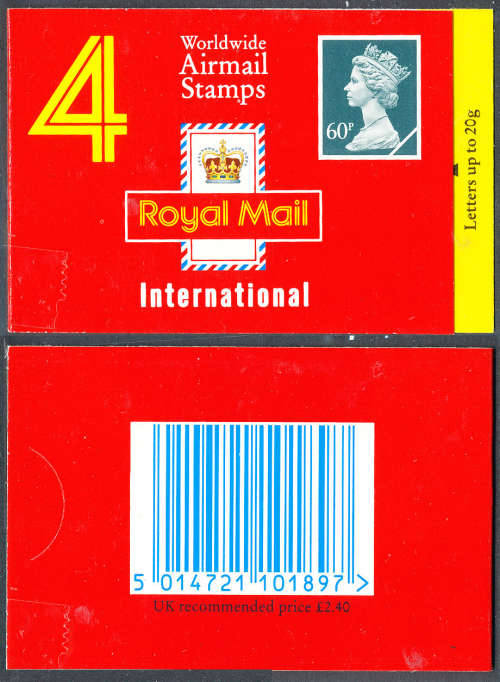 4
Worldwide
Airmail
Stamps
60P
Letters up to 20g
Royal Mail
International
5 014721 101897 >
UK recommended price £2.40